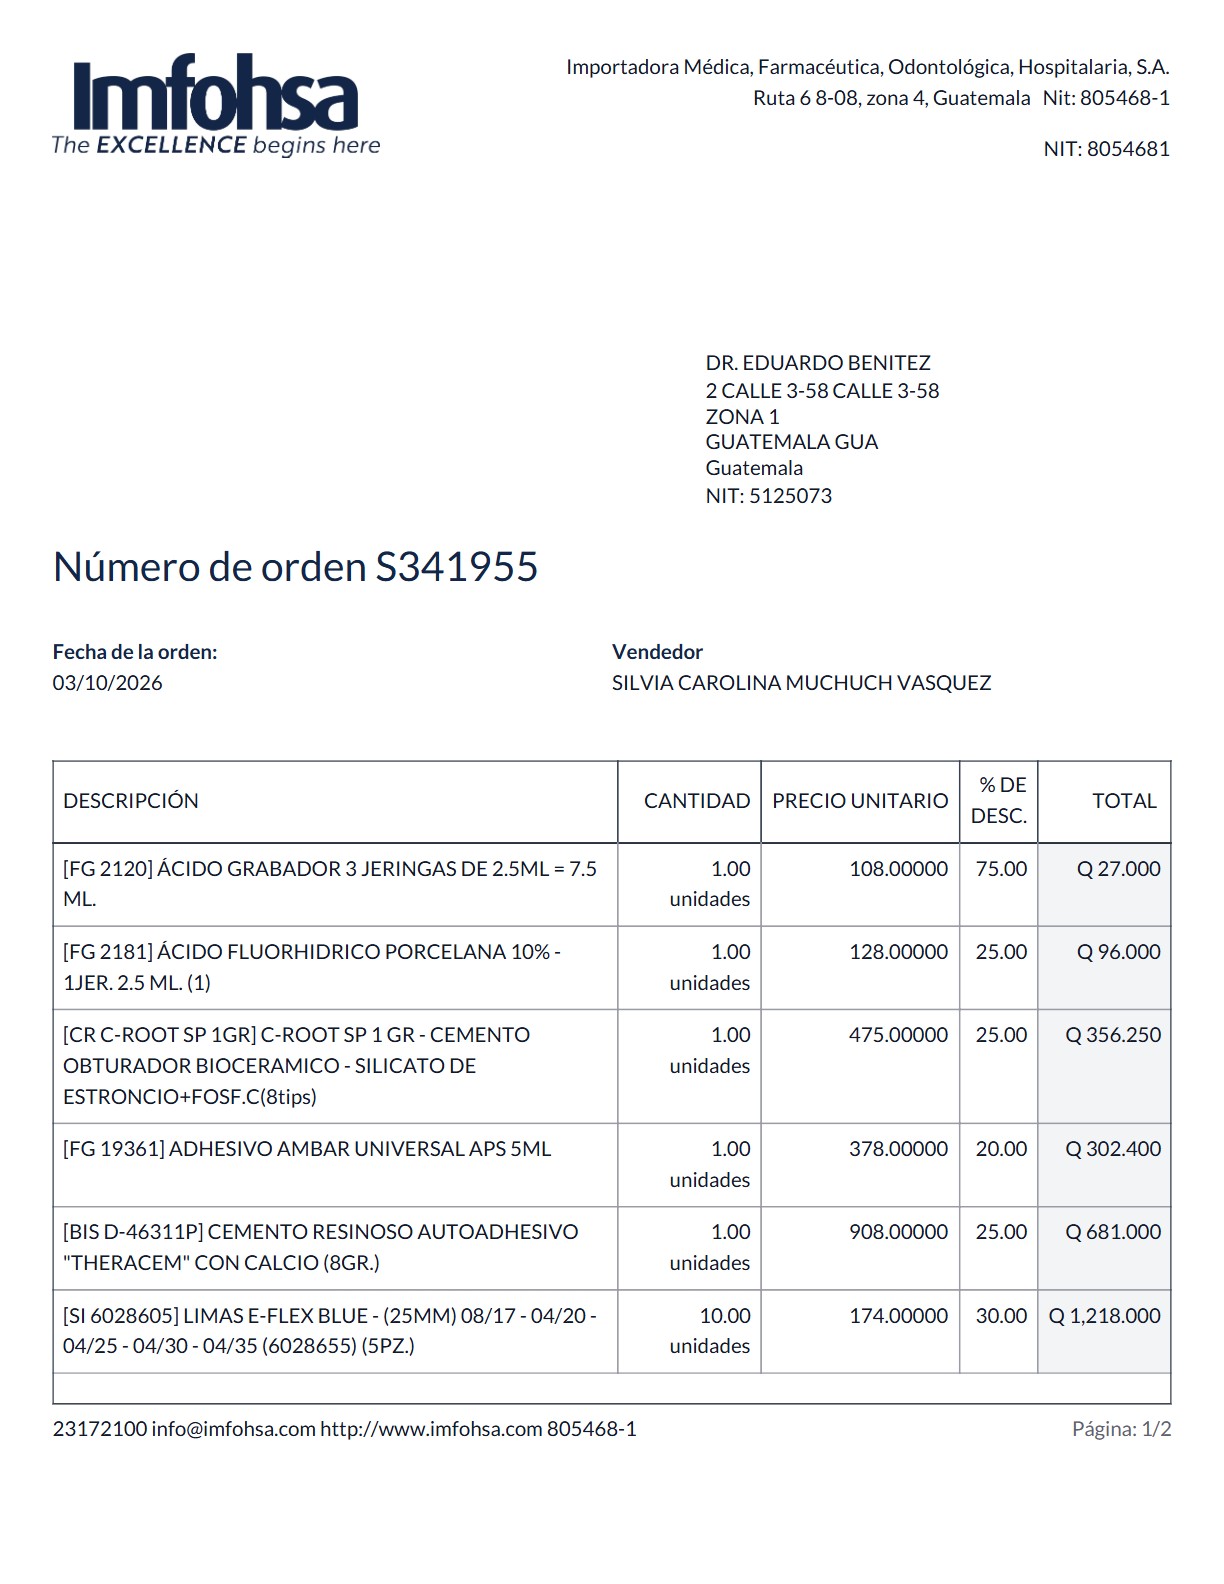 Imfohsa
The EXCELLENCE begins here
Importadora Médica, Farmacéutica, Odontológica, Hospitalaria, S.A.
Ruta 6 8-08, zona 4, Guatemala Nit: 805468-1
NIT: 8054681
DR. EDUARDO BENITEZ
2 CALLE 3-58 CALLE 3-58
ZONA 1
GUATEMALA GUA
Guatemala
NIT: 5125073
Número de orden S341955
Fecha de la orden:
03/10/2026
Vendedor
SILVIA CAROLINA MUCHUCH VASQUEZ
DESCRIPCIÓN CANTIDAD PRECIO UNITARIO % DE DESC. TOTAL
[FG 2120] ÁCIDO GRABADOR 3 JERINGAS DE 2.5ML = 7.5 1.00 108.00000 75.00 Q 27.000
ML. unidades
[FG 2181] ÁCIDO FLUORHIDRICO PORCELANA 10% - 1.00 128.00000 25.00 Q 96.000
1JER. 2.5 ML. (1) unidades
[CR C-ROOT SP 1GR] C-ROOT SP 1 GR - CEMENTO 1.00 475.00000 25.00 Q 356.250
OBTURADOR BIOCERAMICO - SILICATO DE unidades
ESTRONCIO+FOSF.C(8tips)
[FG 19361] ADHESIVO AMBAR UNIVERSAL APS 5ML 1.00 378.00000 20.00 Q 302.400
unidades
[BIS D-46311P] CEMENTO RESINOSO AUTOADHESIVO 1.00 908.00000 25.00 Q 681.000
"THERACEM" CON CALCIO (8GR.) unidades
[SI 6028605] LIMAS E-FLEX BLUE - (25MM) 08/17 - 04/20 - 10.00 174.00000 30.00 Q 1,218.000
04/25 - 04/30 - 04/35 (6028655) (5PZ.) unidades
23172100 info@imfohsa.com http://www.imfohsa.com 805468-1 Página: 1/2